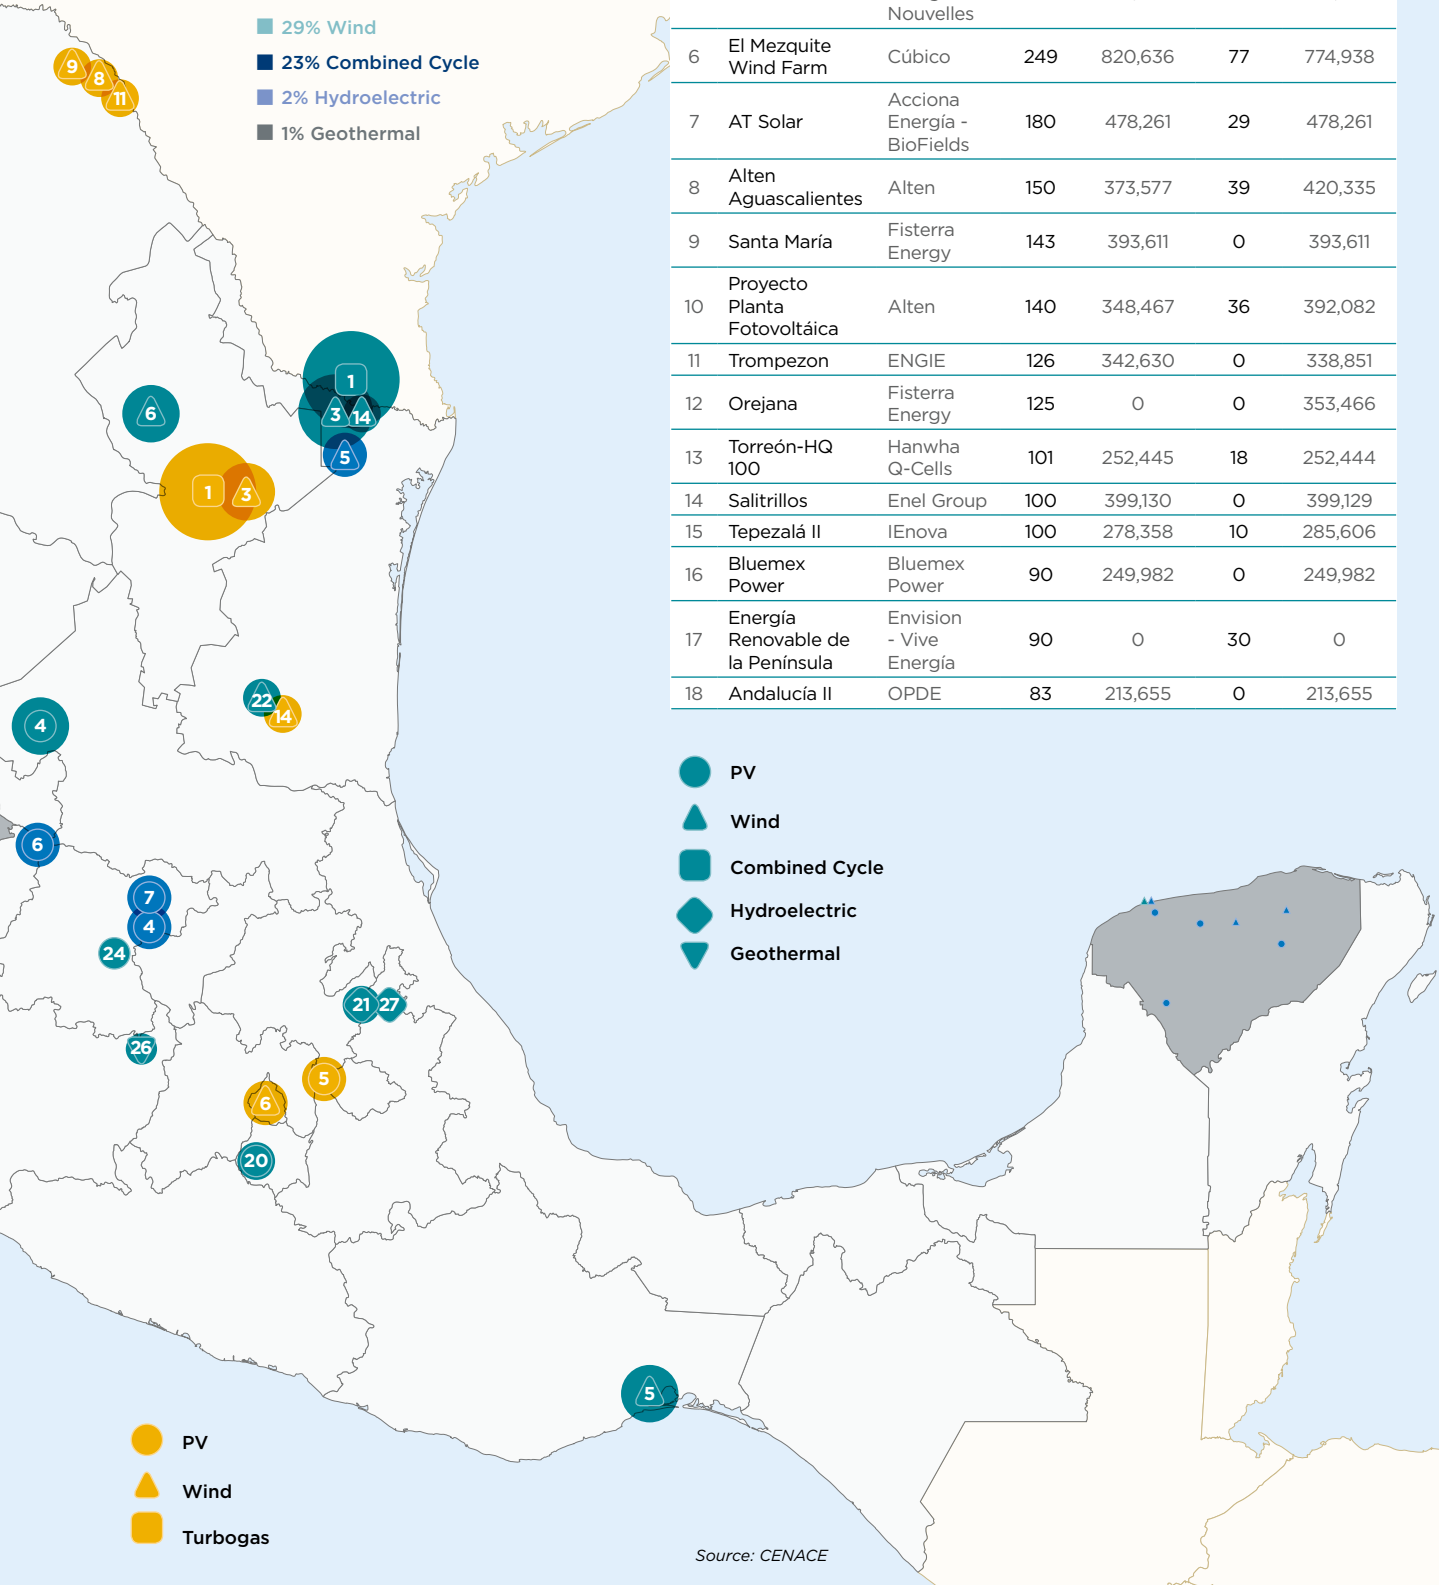 29% Wind
23% Combined Cycle
2% Hydroelectric
1% Geothermal
9
8
11
1
3
14
6
5
1
3
22
14
4
6
7
4
24
21
27
26
5
6
20
5
Nouvelles
6 El Mezquite Wind Farm Cúbico 249 820,636 77 774,938
7 AT Solar Acciona Energía - BioFields 180 478,261 29 478,261
8 Alten Aguascalientes Alten 150 373,577 39 420,335
9 Santa María Fisterra Energy 143 393,611 0 393,611
10 Proyecto Planta Fotovoltáica Alten 140 348,467 36 392,082
11 Trompezon ENGIE 126 342,630 0 338,851
12 Orejana Fisterra Energy 125 0 0 353,466
13 Torreón-HQ 100 Hanwha Q-Cells 101 252,445 18 252,444
14 Salitrillos Enel Group 100 399,130 0 399,129
15 Tepezalá II IEnova 100 278,358 10 285,606
16 Bluemex Power Bluemex Power 90 249,982 0 249,982
17 Energía Renovable de la Península Envision - Vive Energía 90 0 30 0
18 Andalucía II OPDE 83 213,655 0 213,655
PV
Wind
Combined Cycle
Hydroelectric
Geothermal
PV
Wind
Turbogas
Source: CENACE